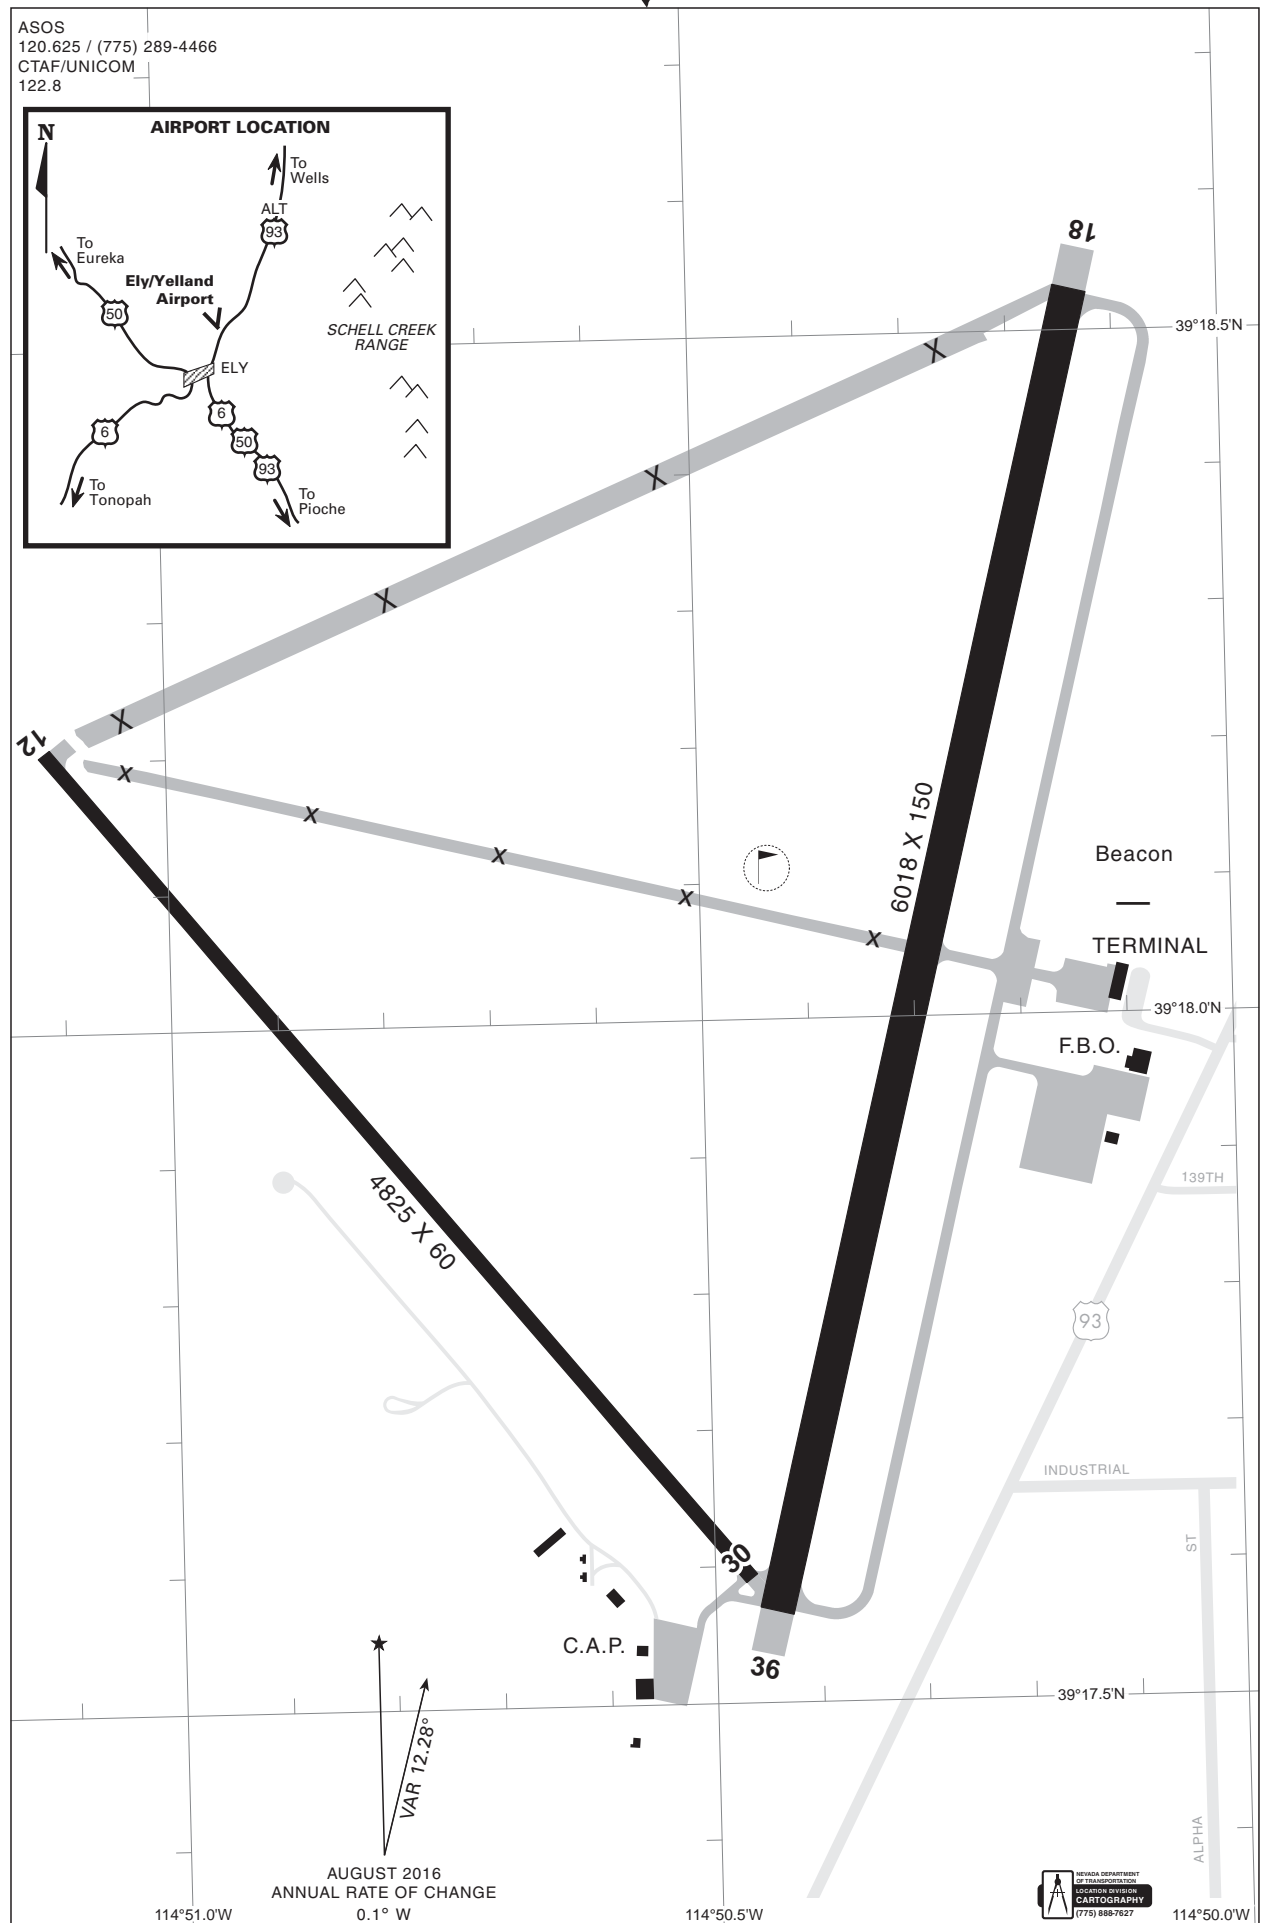 ASOS
120.625 / (775) 289-4466
CTAF/UNICOM
122.8
AIRPORT LOCATION
N
To
Wells
ALT
93
To
Eureka
Ely/Yelland
Airport
50
SCHELL CREEK
RANGE
ELY
6
6
50
93
To
Tonopah
To
Pioche
18
39°18.5'N
X
X
X
X
12
X
X
X
X
X
6018 X 150
Beacon
TERMINAL
39°18.0'N
F.B.O.
139TH
4825 X 60
93
INDUSTRIAL
ST
30
C.A.P.
36
39°17.5'N
VAR 12.28°
ALPHA
AUGUST 2016
ANNUAL RATE OF CHANGE
0.1° W
NEVADA DEPARTMENT
OF TRANSPORTATION
LOCATION DIVISION
CARTOGRAPHY
(775) 888-7627
114°51.0'W
114°50.5'W
114°50.0'W